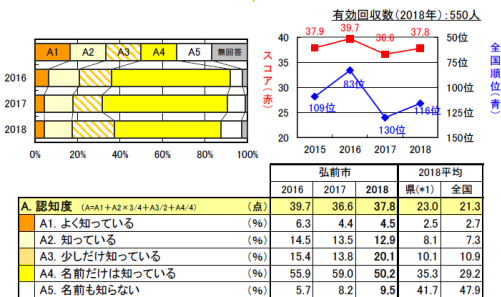 有効回収数(2018年):550人
A1 A2 A3 A4 A5 無回答
2016
2017
2018
0% 20% 40% 60% 80% 100%
スコア(赤)
全国順位(青)
40 50位
35 75位
30 100位
25 125位
20 150位
37.9 39.7 36.6 37.8
109位 83位 130位 116位
2015 2016 2017 2018
弘前市 2018平均
2016 2017 2018 県(*1) 全国
A. 認知度 (A=A1+A2×3/4+A3/2+A4/4) (点) 39.7 36.6 37.8 23.0 21.3
A1. よく知っている (%) 6.3 4.4 4.5 2.5 2.7
A2. 知っている (%) 14.5 13.5 12.9 8.1 7.3
A3. 少しだけ知っている (%) 15.4 13.8 20.1 10.1 10.9
A4. 名前だけは知っている (%) 55.9 59.0 50.2 35.3 29.2
A5. 名前も知らない (%) 5.7 8.2 9.5 41.7 47.9